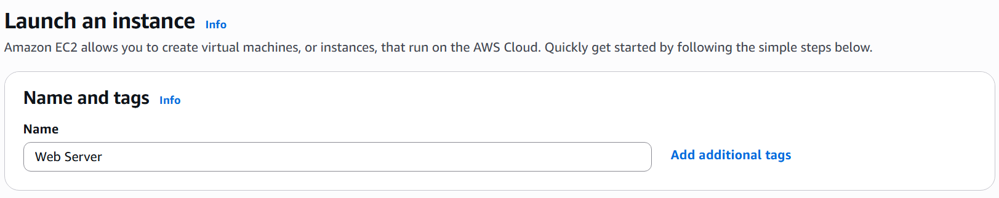 Launch an instance Info
Amazon EC2 allows you to create virtual machines, or instances, that run on the AWS Cloud. Quickly get started by following the simple steps below.
Name and tags Info
Name
Web Server
Add additional tags